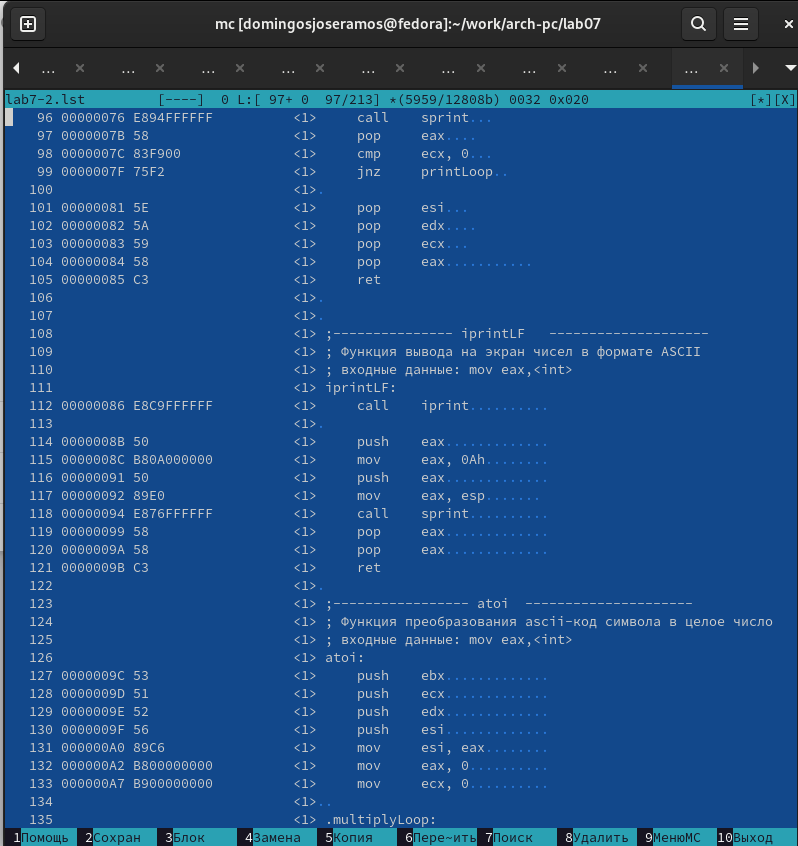 mc [domingosjoseramos@fedora]:~/work/arch-pc/lab07
... ... ... ... ... ... ... ... ...
lab7-2.lst [----] 0 L:[ 97+ 0 97/213] *(5959/12808b) 0032 0x020 [*][X]
96 00000076 E894FFFFFF <1> call sprint...
97 0000007B 58 <1> pop eax....
98 0000007C 83F900 <1> cmp ecx, 0...
99 0000007F 75F2 <1> jnz printLoop..
100 <1>.
101 00000081 5E <1> pop esi...
102 00000082 5A <1> pop edx....
103 00000083 59 <1> pop ecx...
104 00000084 58 <1> pop eax...........
105 00000085 C3 <1> ret
106 <1>.
107 <1>.
108 <1> ;--------------- iprintLF --------------------
109 <1> ; Функция вывода на экран чисел в формате ASCII
110 <1> ; входные данные: mov eax,<int>
111 <1> iprintLF:
112 00000086 E8C9FFFFFF <1> call iprint..........
113 <1>.
114 0000008B 50 <1> push eax.............
115 0000008C B80A000000 <1> mov eax, 0Ah........
116 00000091 50 <1> push eax.............
117 00000092 89E0 <1> mov eax, esp.......
118 00000094 E876FFFFFF <1> call sprint..........
119 00000099 58 <1> pop eax.............
120 0000009A 58 <1> pop eax.............
121 0000009B C3 <1> ret
122 <1>.
123 <1> ;----------------- atoi ---------------------
124 <1> ; Функция преобразования ascii-код символа в целое число
125 <1> ; входные данные: mov eax,<int>
126 <1> atoi:
127 0000009C 53 <1> push ebx.............
128 0000009D 51 <1> push ecx.............
129 0000009E 52 <1> push edx.............
130 0000009F 56 <1> push esi.............
131 000000A0 89C6 <1> mov esi, eax........
132 000000A2 B800000000 <1> mov eax, 0..........
133 000000A7 B900000000 <1> mov ecx, 0..........
134 <1>..
135 <1> .multiplyLoop:
1Помощь 2Сохран 3Блок 4Замена 5Копия 6Пере~ить 7Поиск 8Удалить 9МенюMC 10Выход